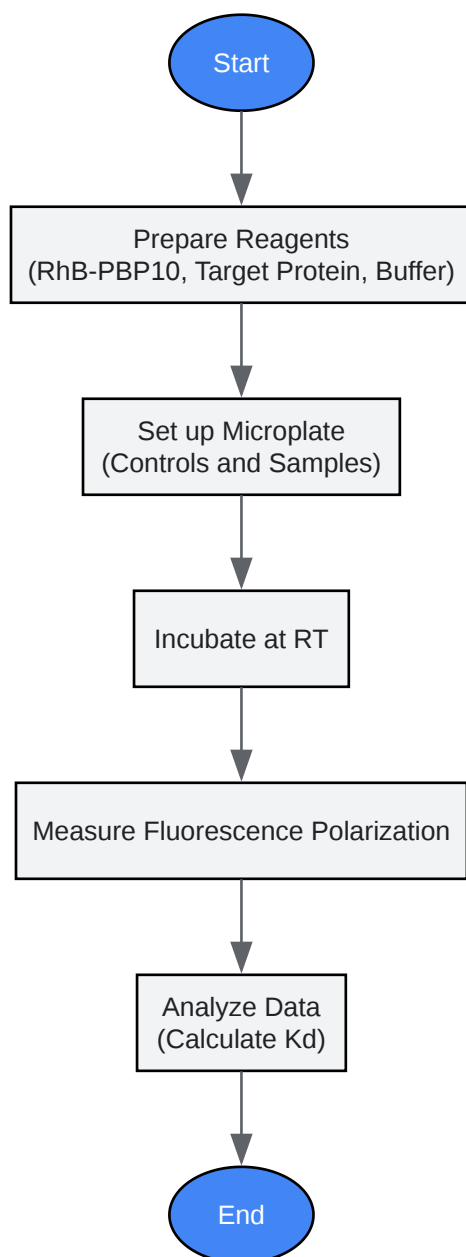 Start
Prepare Reagents
(RhB-PBP10, Target Protein, Buffer)
Set up Microplate
(Controls and Samples)
Incubate at RT
Measure Fluorescence Polarization
Analyze Data
(Calculate Kd)
End